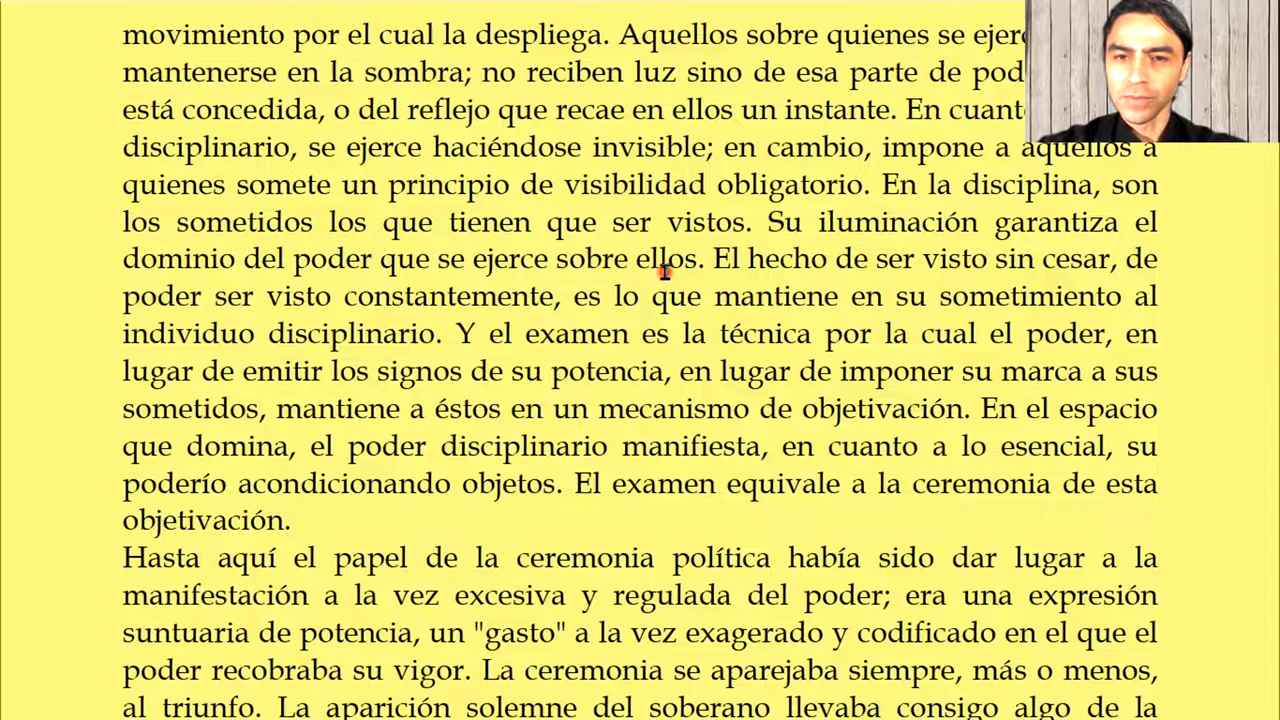 movimiento por el cual la despliega. Aquellos sobre quienes se
mantenerse en la sombra; no reciben luz sino de esa parte de
está concedida, o del reflejo que recae en ellos un instante. En
disciplinario, se ejerce haciéndose invisible; en cambio, impone a aquellos a
quienes somete un principio de visibilidad obligatorio. En la disciplina, son
los sometidos los que tienen que ser vistos. Su iluminación garantiza el
dominio del poder que se ejerce sobre ellos. El hecho de ser visto sin cesar, de
poder ser visto constantemente, es lo que mantiene en su sometimiento al
individuo disciplinario. Y el examen es la técnica por la cual el poder, en
lugar de emitir los signos de su potencia, en lugar de imponer su marca a sus
sometidos, mantiene a éstos en un mecanismo de objetivación. En el espacio
que domina, el poder disciplinario manifiesta, en cuanto a lo esencial, su
poderío acondicionando objetos. El examen equivale a la ceremonia de esta
objetivación.
Hasta aquí el papel de la ceremonia política había sido dar lugar a la
manifestación a la vez excesiva y regulada del poder; era una expresión
suntuaria de potencia, un "gasto" a la vez exagerado y codificado en el que el
poder recobraba su vigor. La ceremonia se aparejaba siempre, más o menos,
al triunfo. La aparición solemne del soberano llevaba consigo algo de la